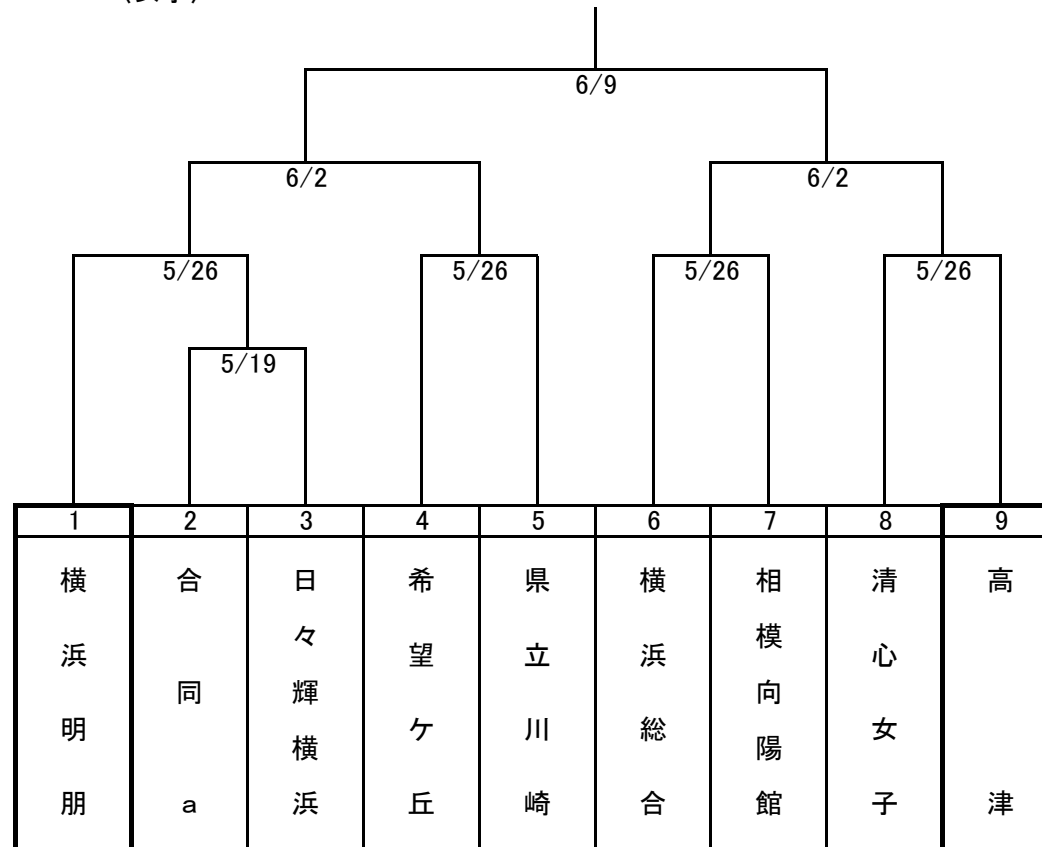 6/9
6/2
6/2
5/26
5/26
5/26
5/26
5/19
1 2 3 4 5 6 7 8 9
横浜明朋
合同a
日々輝横浜
希望ケ丘
県立川崎
横浜総合
相模向陽館
清心女子
高津